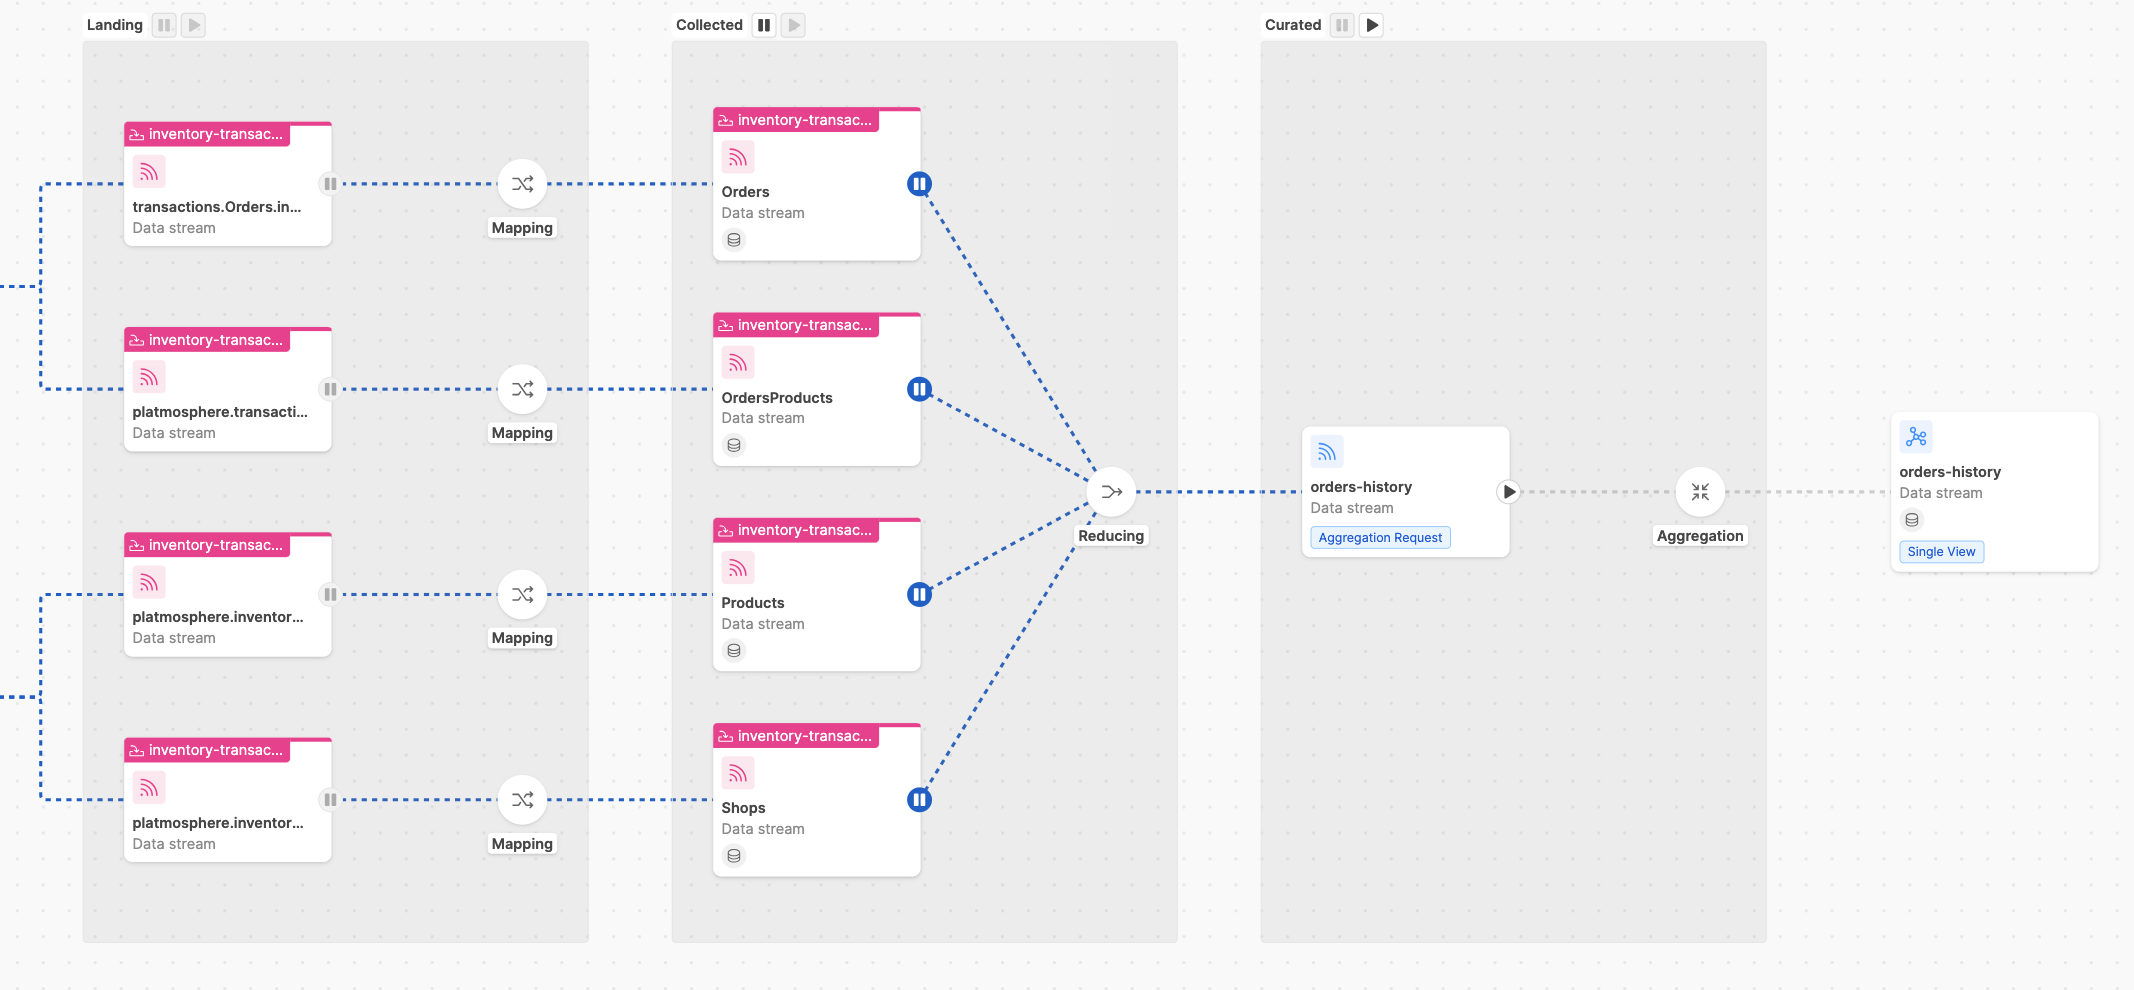 Landing
Collected
Curated
inventory-transac...
transactions.Orders.in...
Data stream
Mapping
inventory-transac...
platmosphere.transacti...
Data stream
Mapping
inventory-transac...
platmosphere.inventor...
Data stream
Mapping
inventory-transac...
platmosphere.inventor...
Data stream
Mapping
inventory-transac...
Orders
Data stream
inventory-transac...
OrdersProducts
Data stream
inventory-transac...
Products
Data stream
inventory-transac...
Shops
Data stream
Reducing
orders-history
Data stream
Aggregation Request
Aggregation
orders-history
Data stream
Single View